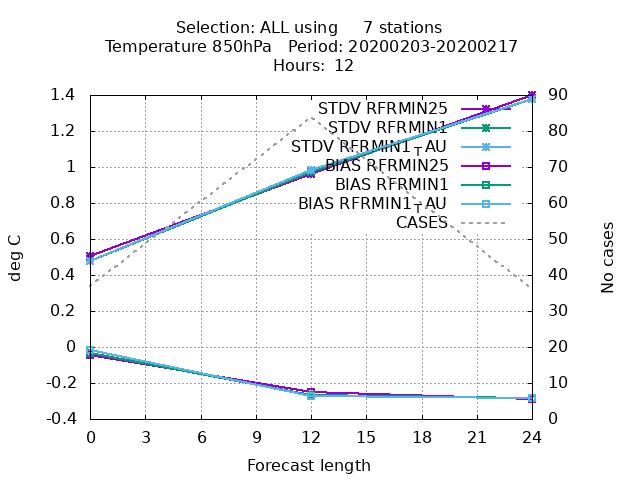 Selection: ALL using 7 stations
Temperature 850hPa Period: 20200203-20200217
Hours: 12
1.4
1.2
1
0.8
0.6
0.4
0.2
0
-0.2
-0.4
deg C
STDV RFRMIN25
STDV RFRMIN1
STDV RFRMIN1_TAU
BIAS RFRMIN25
BIAS RFRMIN1
BIAS RFRMIN1_TAU
CASES
90
80
70
60
50
40
30
20
10
0
No cases
0 3 6 9 12 15 18 21 24
Forecast length